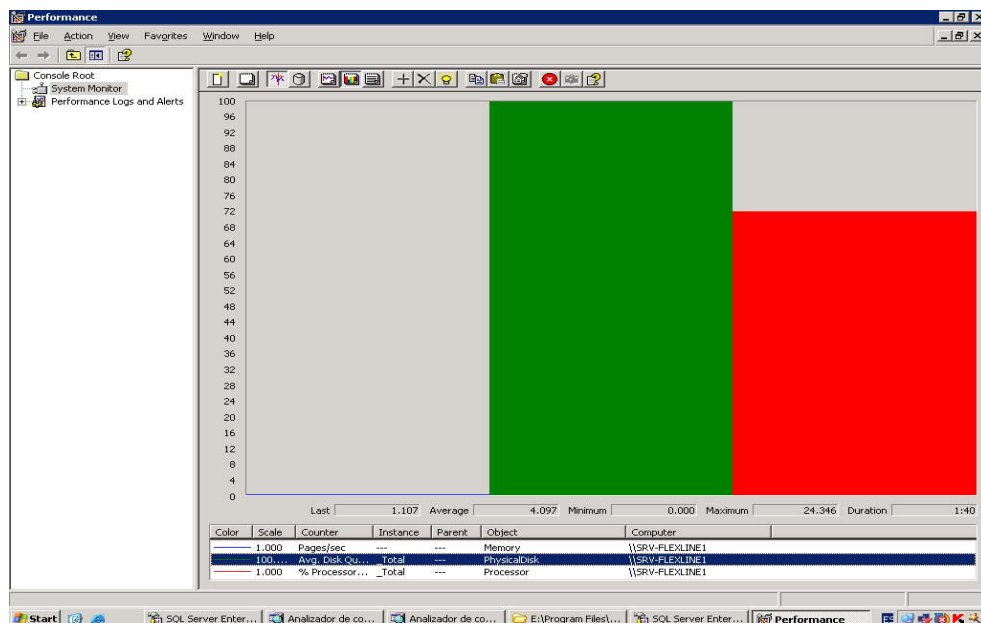 Performance
File Action View Favorites Window Help
Console Root
System Monitor
Performance Logs and Alerts
100
96
92
88
84
80
76
72
68
64
60
56
52
48
44
40
36
32
28
24
20
16
12
8
4
0
Last 1.107 Average 4.097 Minimum 0.000 Maximum 24.346 Duration 1:40
Color Scale Counter Instance Parent Object Computer
1.000 Pages/sec --- --- Memory \\SRV-FLEXLINE1
100.... Avg. Disk Qu... _Total --- PhysicalDisk \\SRV-FLEXLINE1
1.000 % Processor... _Total --- Processor \\SRV-FLEXLINE1
Start SQL Server Enter... Analizador de co... Analizador de co... E:\Program Files\... SQL Server Enter... Performance ES